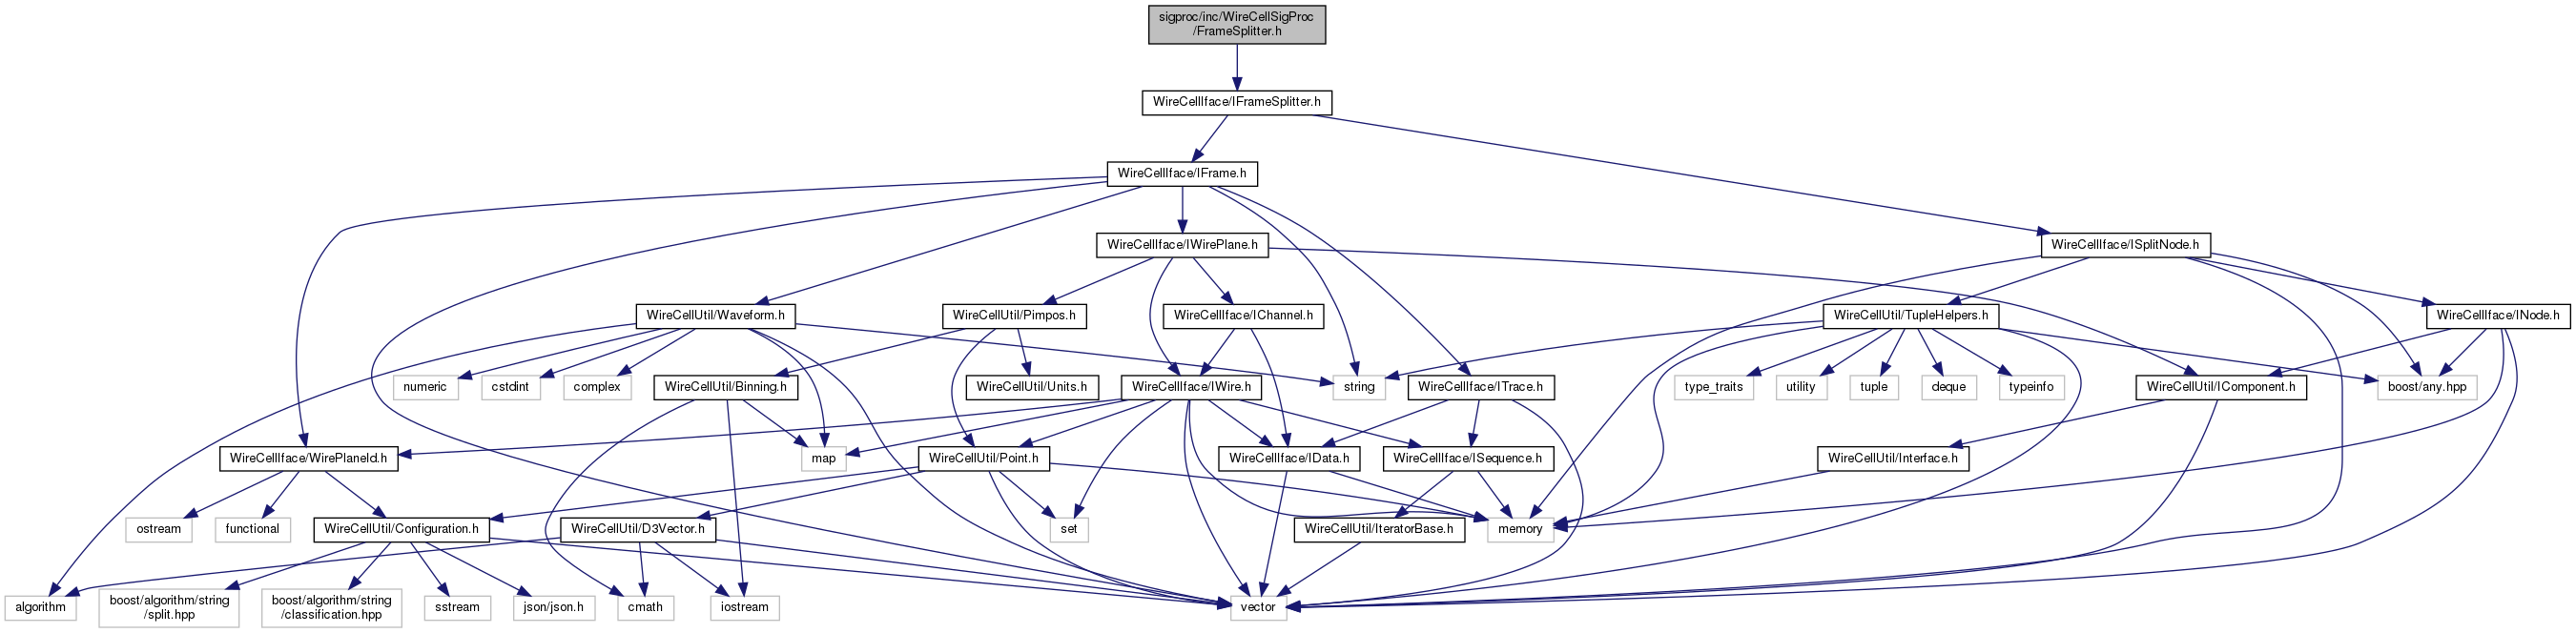 sigproc/inc/WireCellSigProc
/FrameSplitter.h
WireCellIface/IFrameSplitter.h
WireCellIface/IFrame.h
WireCellIface/IWirePlane.h
WireCellIface/ISplitNode.h
WireCellUtil/Waveform.h
WireCellUtil/Pimpos.h
WireCellIface/IChannel.h
WireCellUtil/TupleHelpers.h
WireCellIface/INode.h
numeric
cstdint
complex
WireCellUtil/Binning.h
WireCellUtil/Units.h
WireCellIface/IWire.h
string
WireCellIface/ITrace.h
type_traits
utility
tuple
deque
typeinfo
WireCellUtil/IComponent.h
boost/any.hpp
WireCellIface/WirePlaneId.h
map
WireCellUtil/Point.h
WireCellIface/IData.h
WireCellIface/ISequence.h
WireCellUtil/Interface.h
ostream
functional
WireCellUtil/Configuration.h
WireCellUtil/D3Vector.h
set
WireCellUtil/IteratorBase.h
memory
algorithm
boost/algorithm/string
/split.hpp
boost/algorithm/string
/classification.hpp
sstream
json/json.h
cmath
iostream
vector